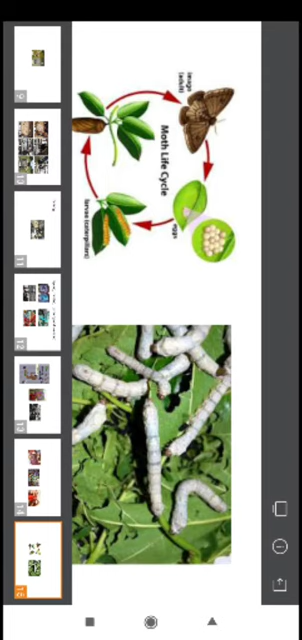 Moth Life Cycle
imago
(adult)
eggs
larvae (caterpillars)
9
10
11
12
13
14
15